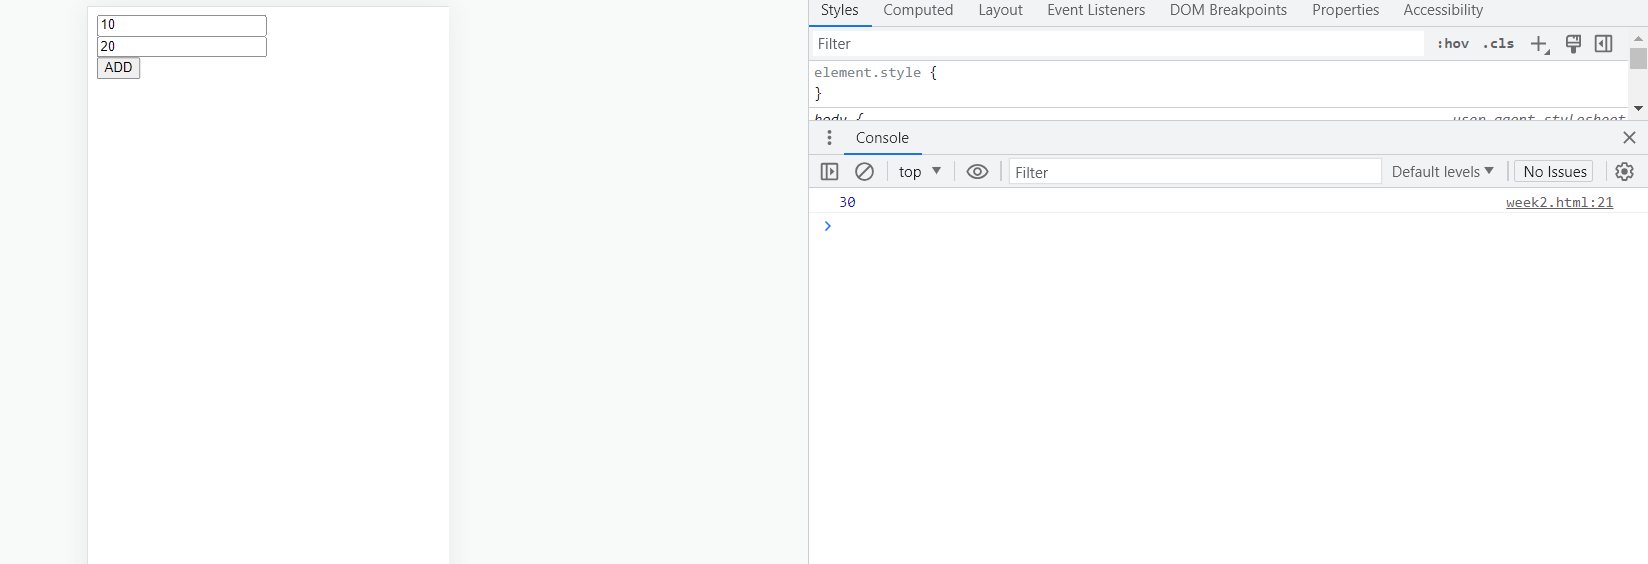 10
20
ADD
Styles Computed Layout Event Listeners DOM Breakpoints Properties Accessibility
Filter :hov .cls
element.style {
}
body { user agent stylesheet
Console
top Filter Default levels No Issues
30 week2.html:21